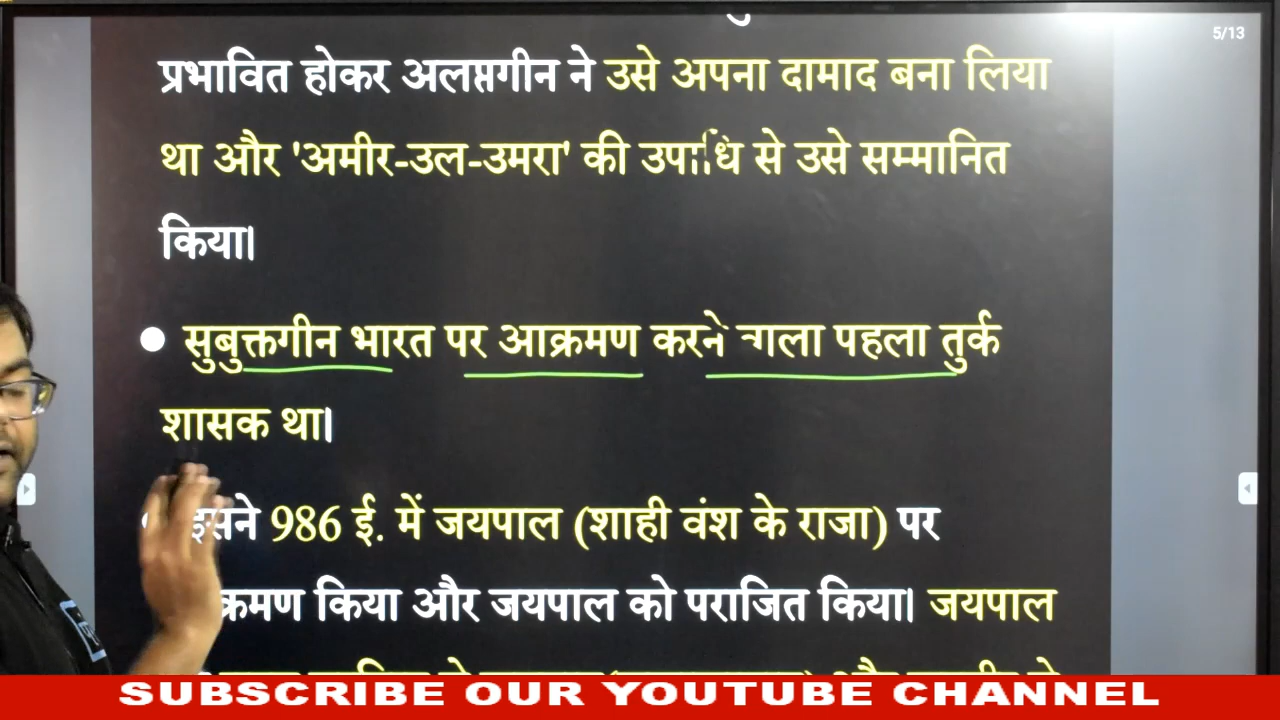 5/13
प्रभावित होकर अलप्तगीन ने उसे अपना दामाद बना लिया
था और 'अमीर-उल-उमरा' की उपाधि से उसे सम्मानित
किया।
सुबुक्तगीन भारत पर आक्रमण करने वाला पहला तुर्क
शासक था।
इसने 986 ई. में जयपाल (शाही वंश के राजा) पर
क्रमण किया और जयपाल को पराजित किया। जयपाल
SUBSCRIBE OUR YOUTUBE CHANNEL